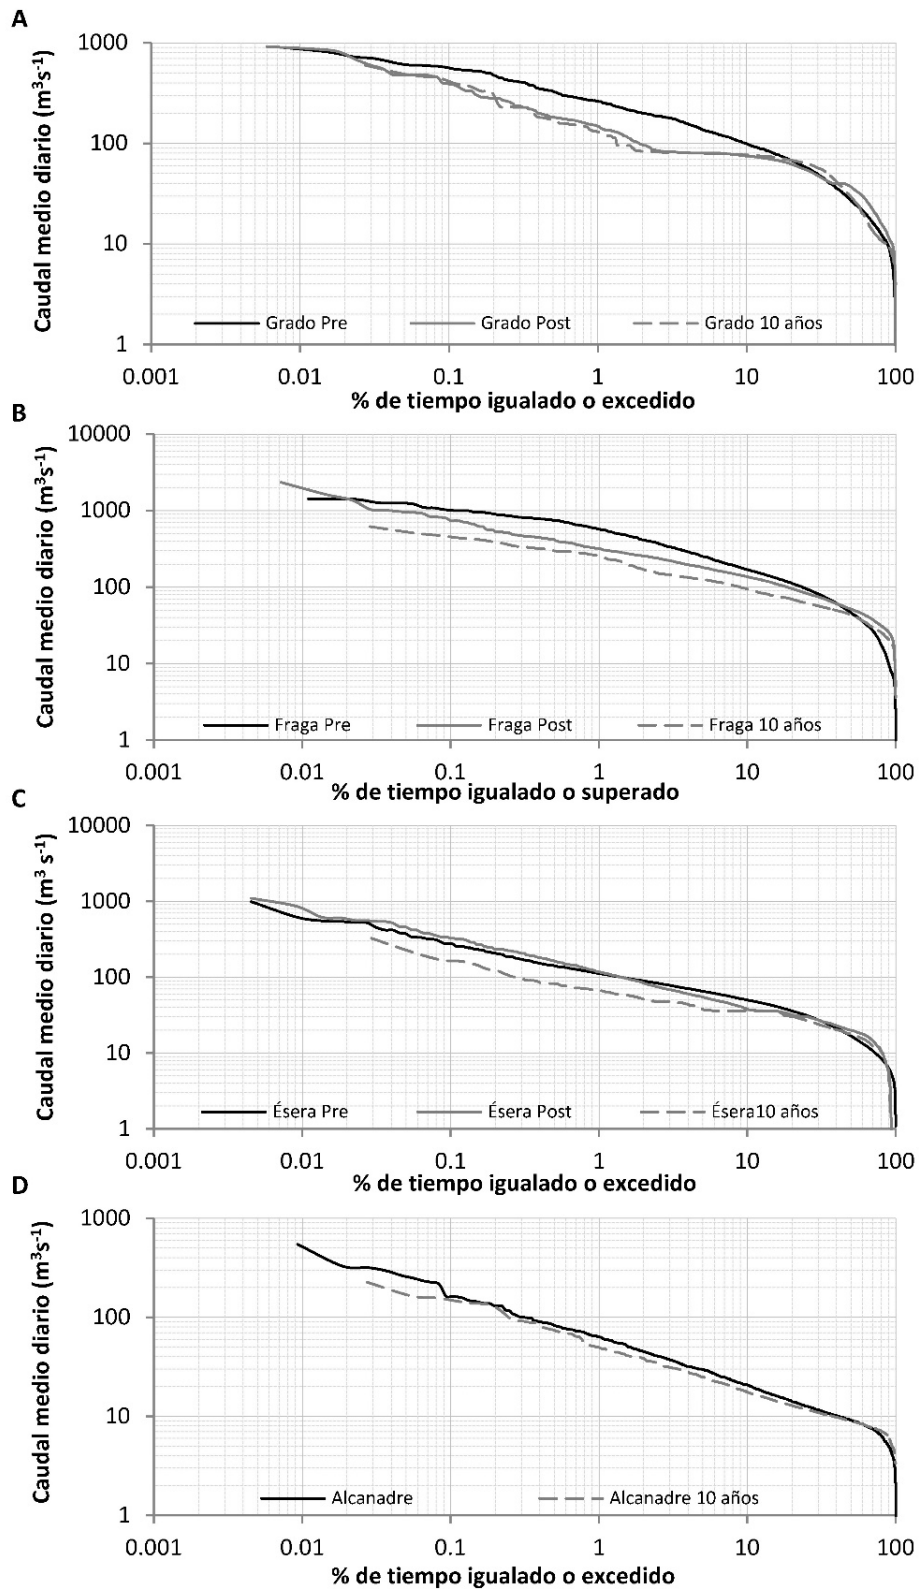 A
Caudal medio diario (m³s⁻¹)
1000
100
10
1
Grado Pre
Grado Post
Grado 10 años
0.001
0.01
0.1
1
10
100
% de tiempo igualado o excedido
B
Caudal medio diario (m³s⁻¹)
10000
1000
100
10
1
Fraga Pre
Fraga Post
Fraga 10 años
0.001
0.01
0.1
1
10
100
% de tiempo igualado o superado
C
Caudal medio diario (m³ s⁻¹)
10000
1000
100
10
1
Ésera Pre
Ésera Post
Ésera10 años
0.001
0.01
0.1
1
10
100
% de tiempo igualado o excedido
D
Caudal medio diario (m³s⁻¹)
1000
100
10
1
Alcanadre
Alcanadre 10 años
0.001
0.01
0.1
1
10
100
% de tiempo igualado o excedido